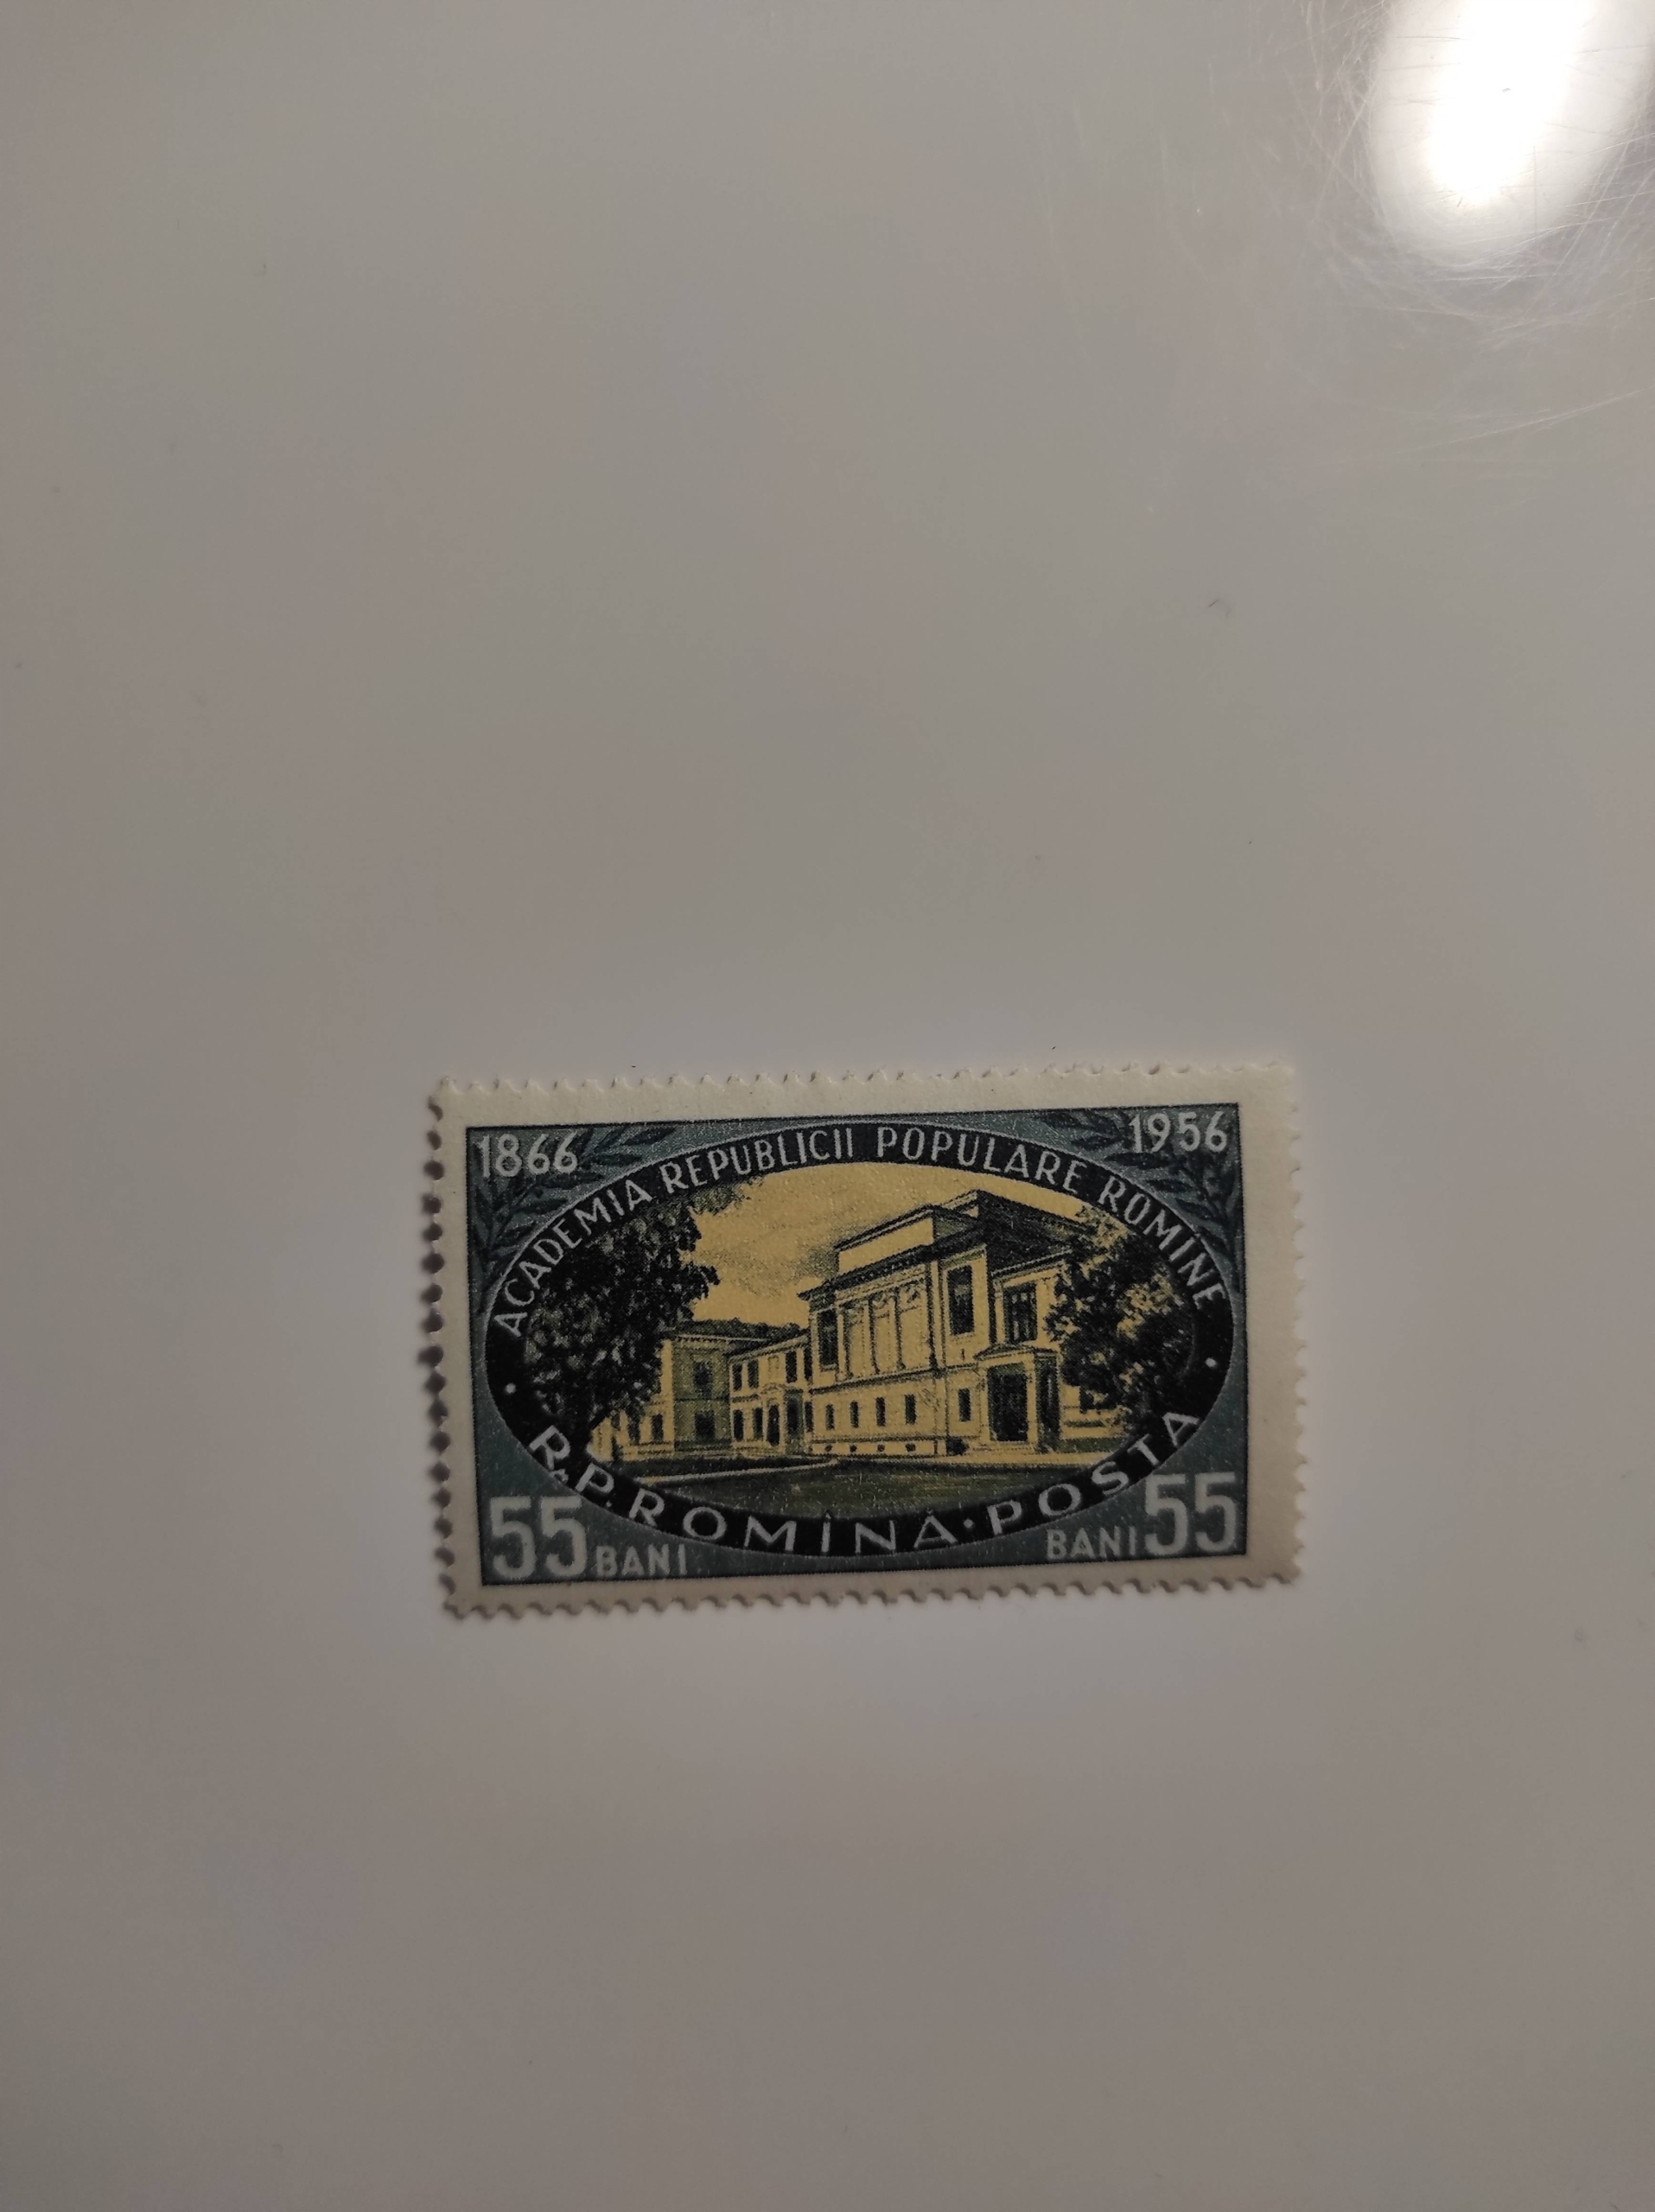 1866
1956
ACADEMIA REPUBLICII POPULARE ROMÎNE
R.P.ROMÎNĂ·POSTA
55 BANI
BANI 55